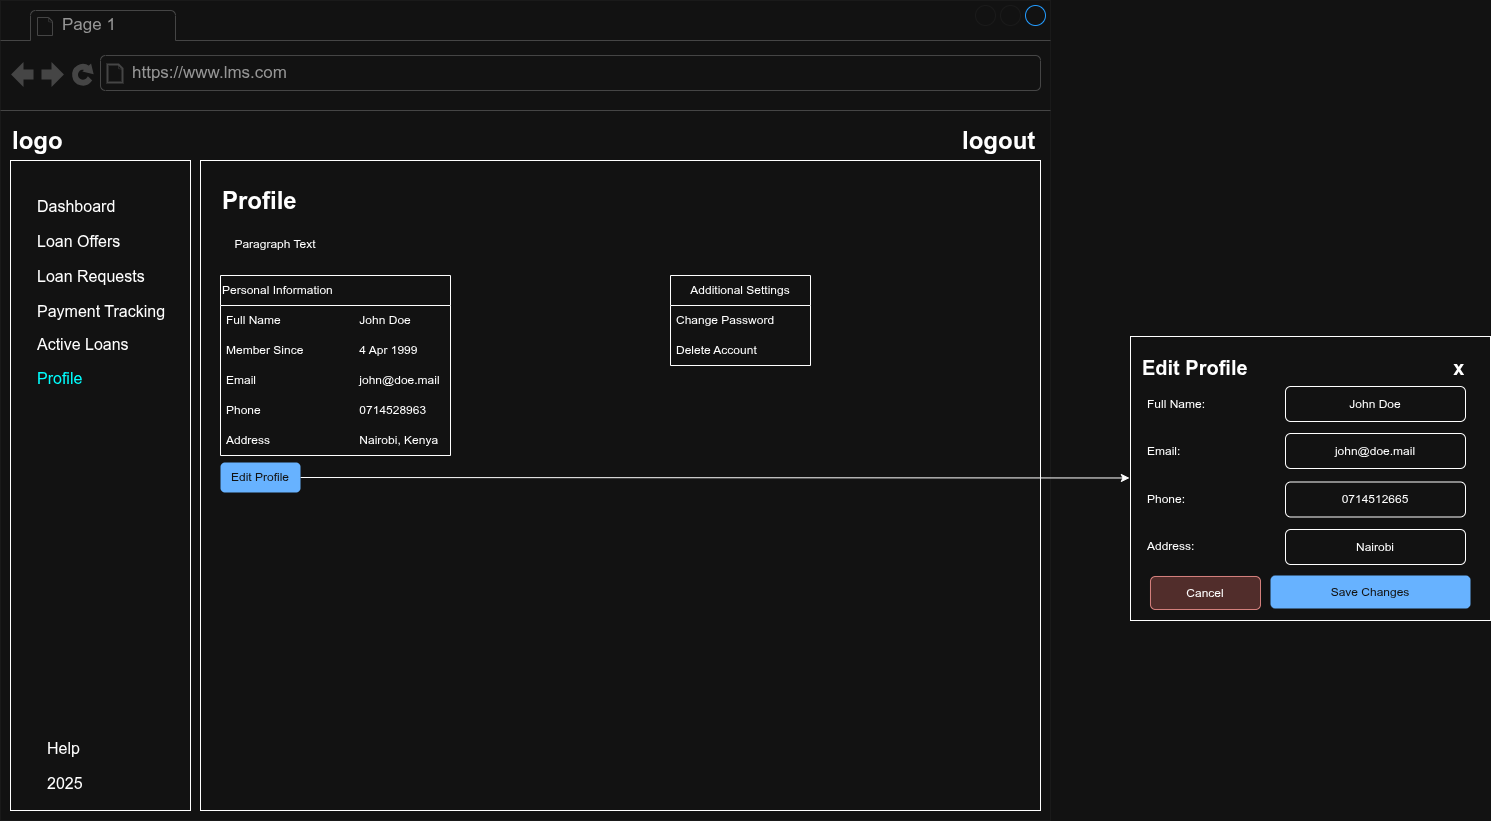 Page 1
https://www.lms.com
logo
logout
Dashboard
Loan Offers
Loan Requests
Payment Tracking
Active Loans
Profile
Help
2025
Profile
Paragraph Text
Personal Information
Full Name John Doe
Member Since 4 Apr 1999
Email john@doe.mail
Phone 0714528963
Address Nairobi, Kenya
Edit Profile
Additional Settings
Change Password
Delete Account
Edit Profile x
Full Name: John Doe
Email: john@doe.mail
Phone: 0714512665
Address: Nairobi
Cancel Save Changes